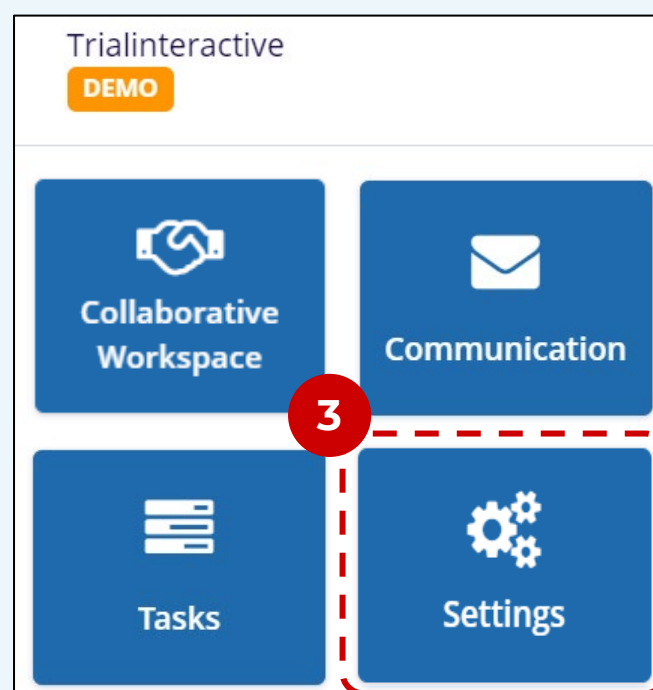 Trialinteractive
DEMO
Collaborative
Workspace
Communication
3
Tasks
Settings